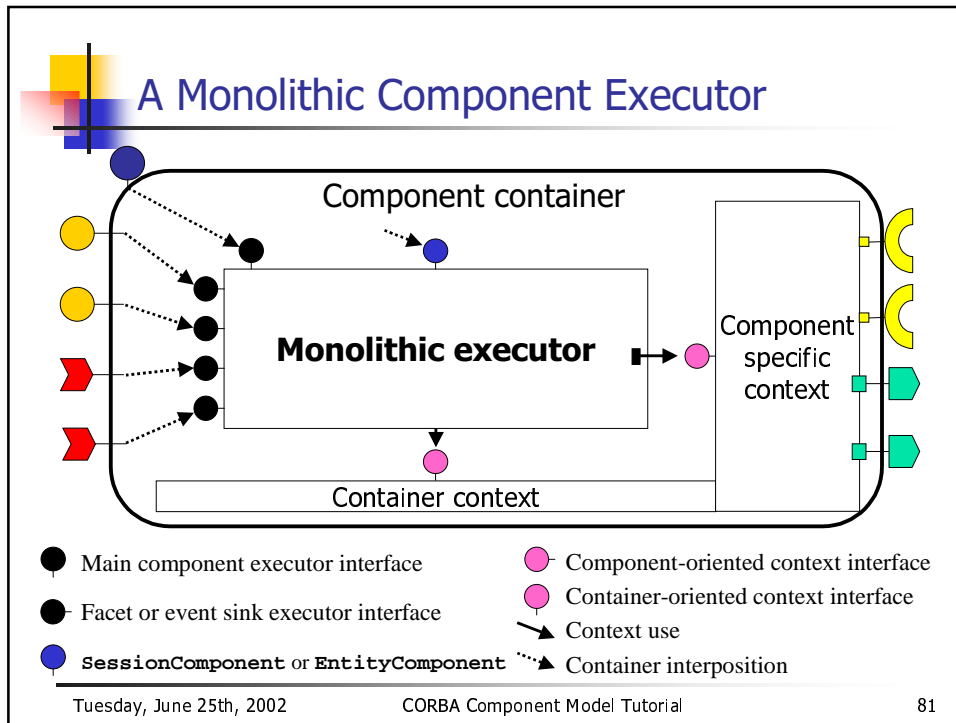 A Monolithic Component Executor
Component container
Monolithic executor
Component
specific
context
Container context
Main component executor interface
Facet or event sink executor interface
SessionComponent or EntityComponent
Component-oriented context interface
Container-oriented context interface
Context use
Container interposition
Tuesday, June 25th, 2002 CORBA Component Model Tutorial 81